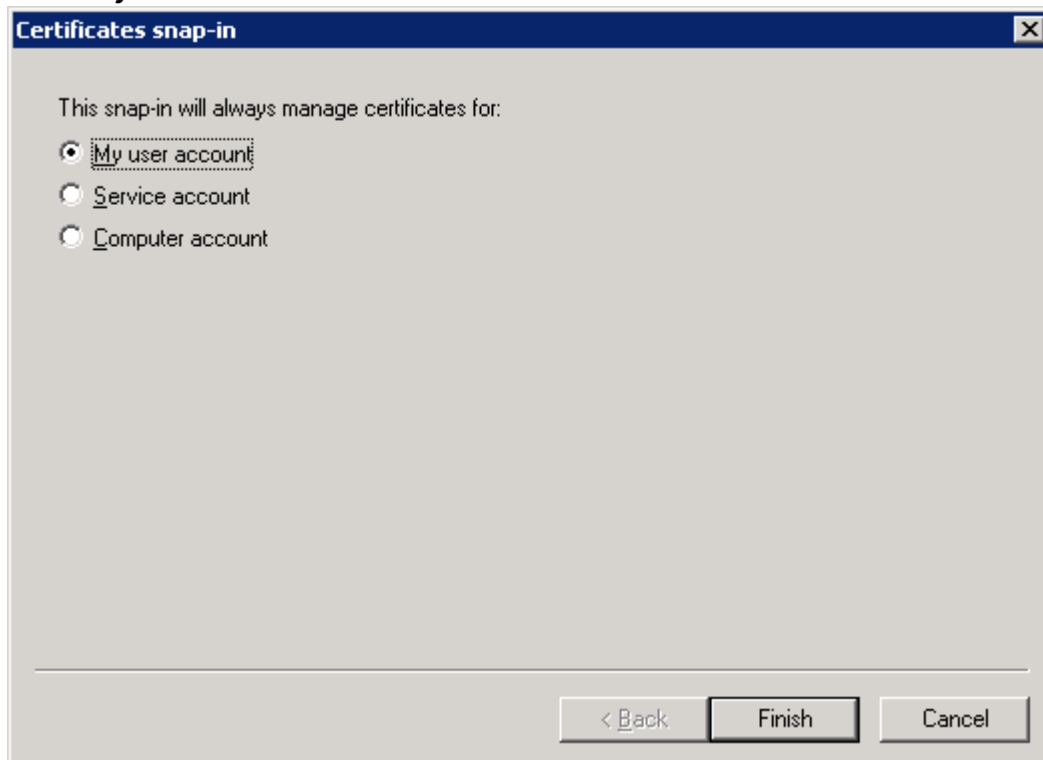 Certificates snap-in
This snap-in will always manage certificates for:
My user account
Service account
Computer account
< Back Finish Cancel